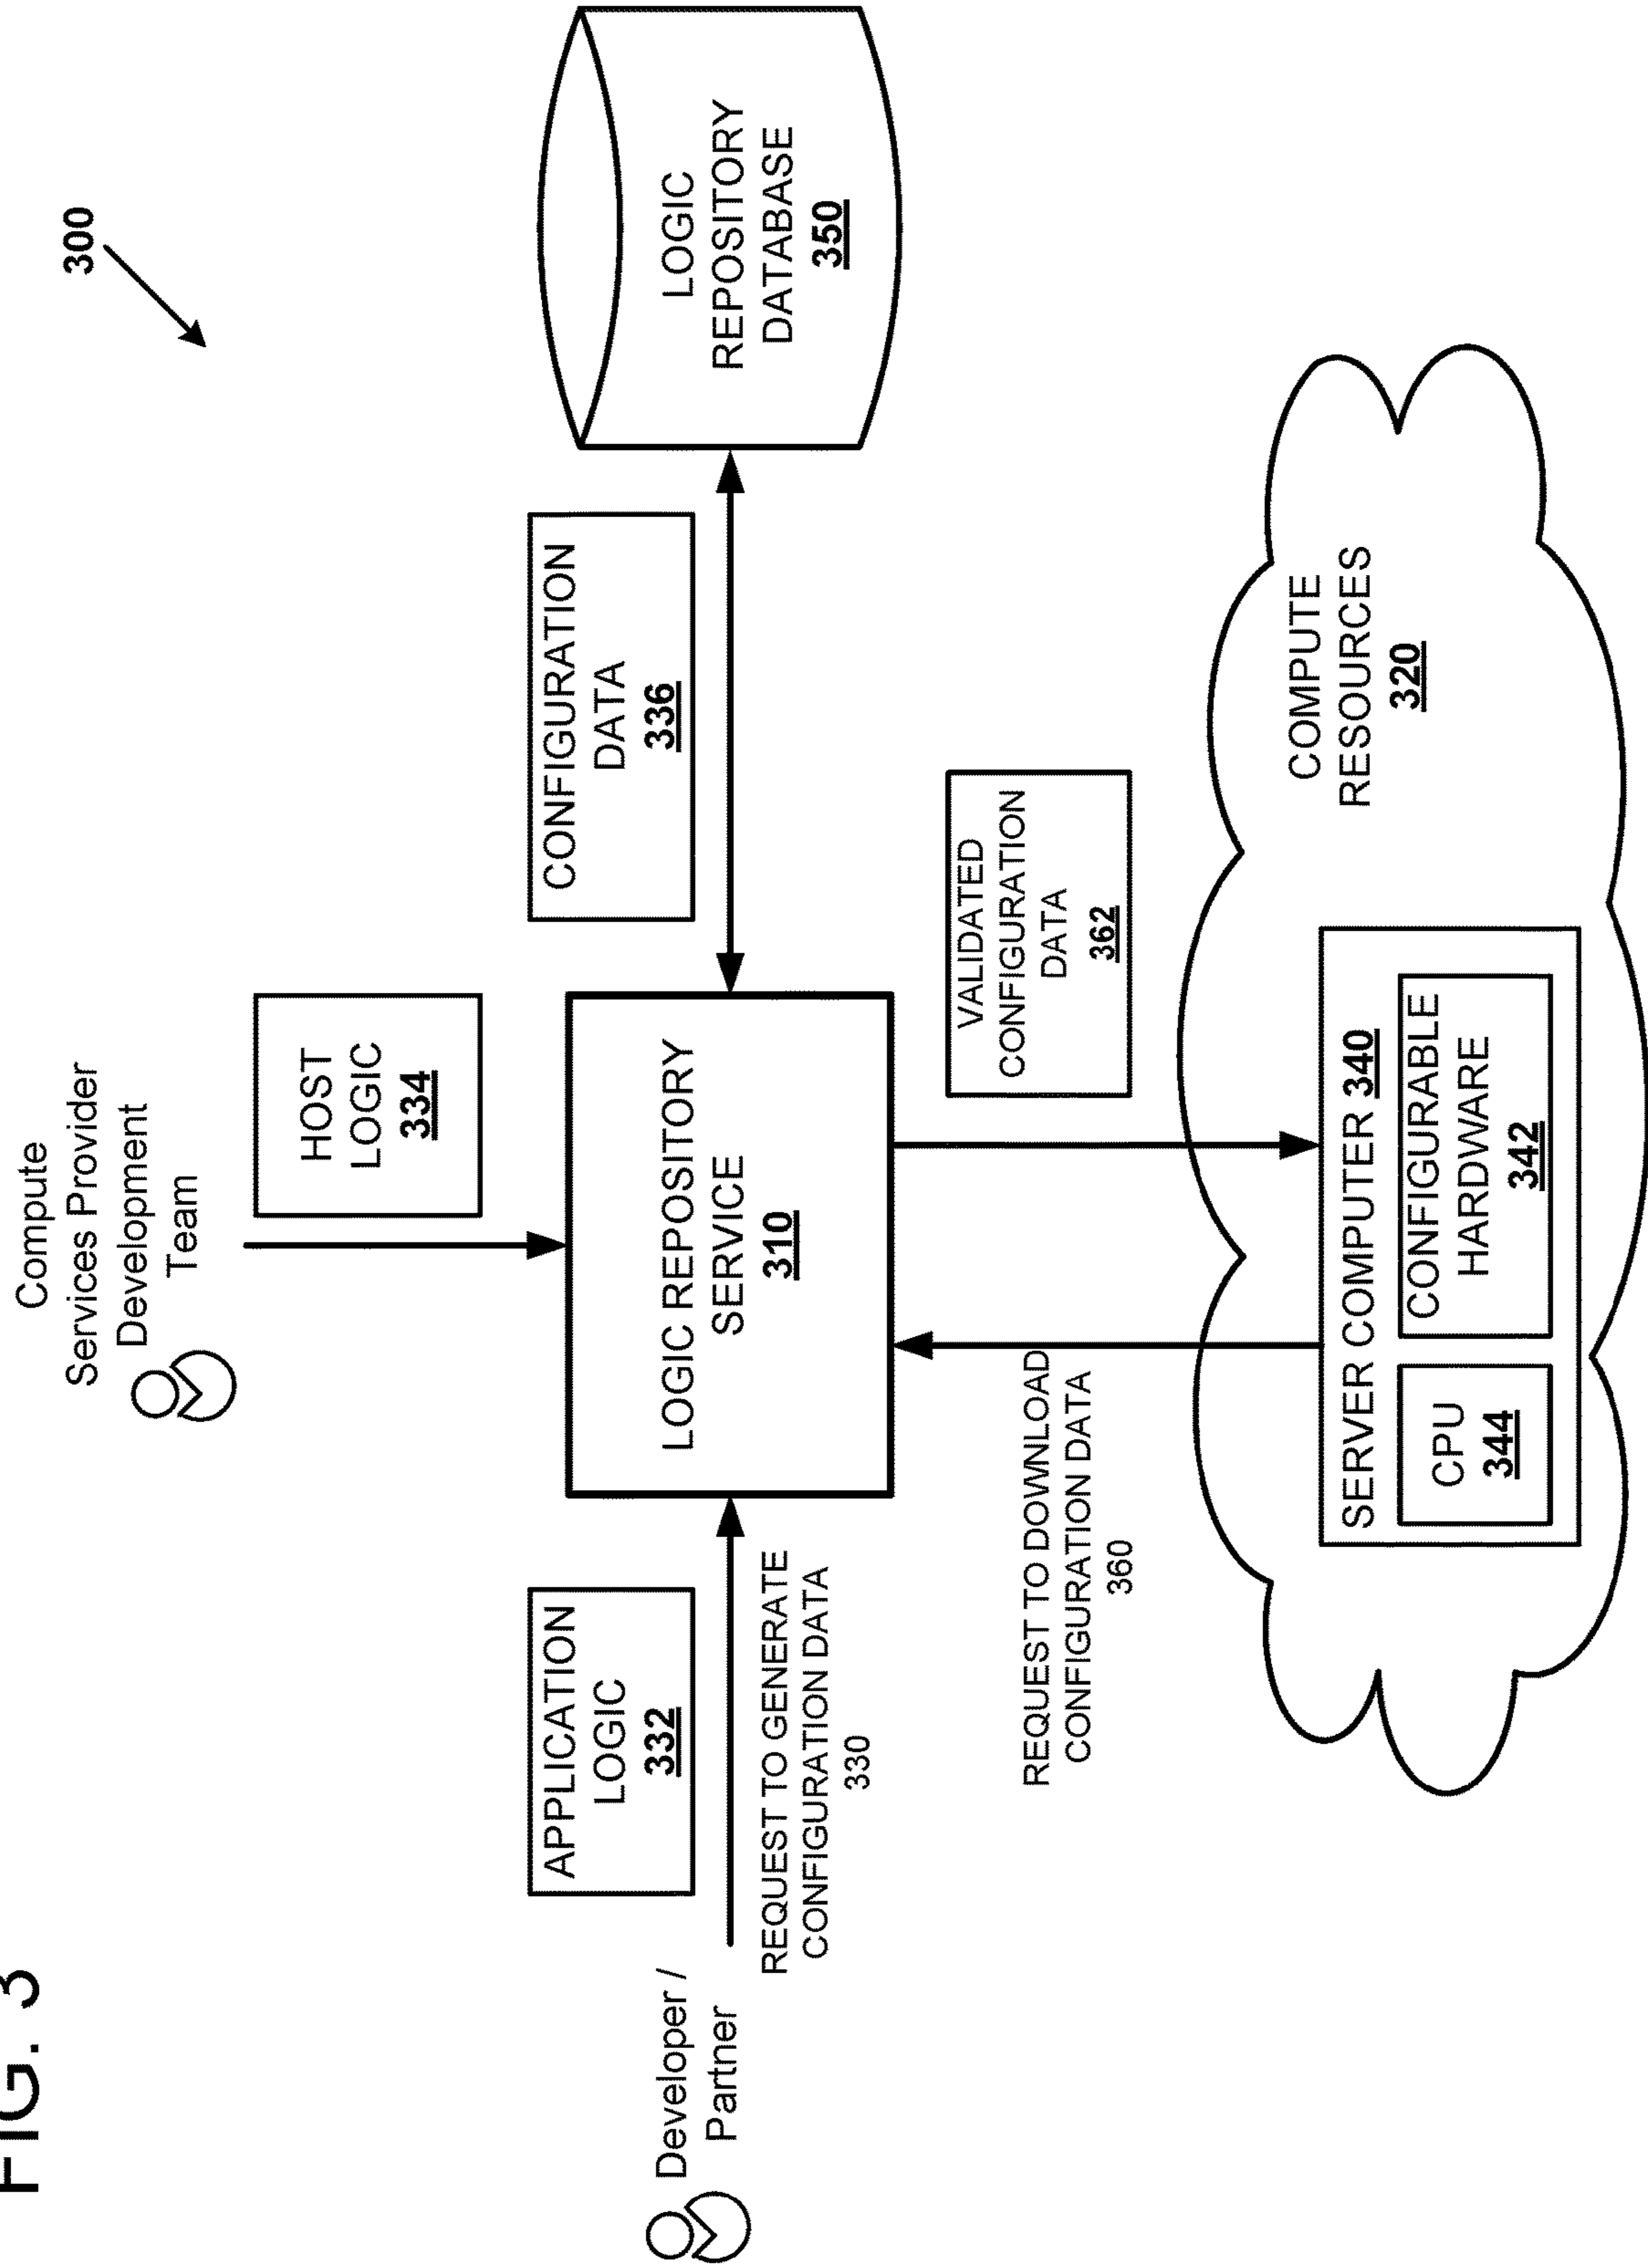 FIG. 3
300
Compute
Services Provider
Development
Team
HOST
LOGIC
334
Developer /
Partner
APPLICATION
LOGIC
332
REQUEST TO GENERATE
CONFIGURATION DATA
330
LOGIC REPOSITORY
SERVICE
310
CONFIGURATION
DATA
336
LOGIC
REPOSITORY
DATABASE
350
REQUEST TO DOWNLOAD
CONFIGURATION DATA
360
VALIDATED
CONFIGURATION
DATA
362
SERVER COMPUTER 340
CPU
344
CONFIGURABLE
HARDWARE
342
COMPUTE
RESOURCES
320